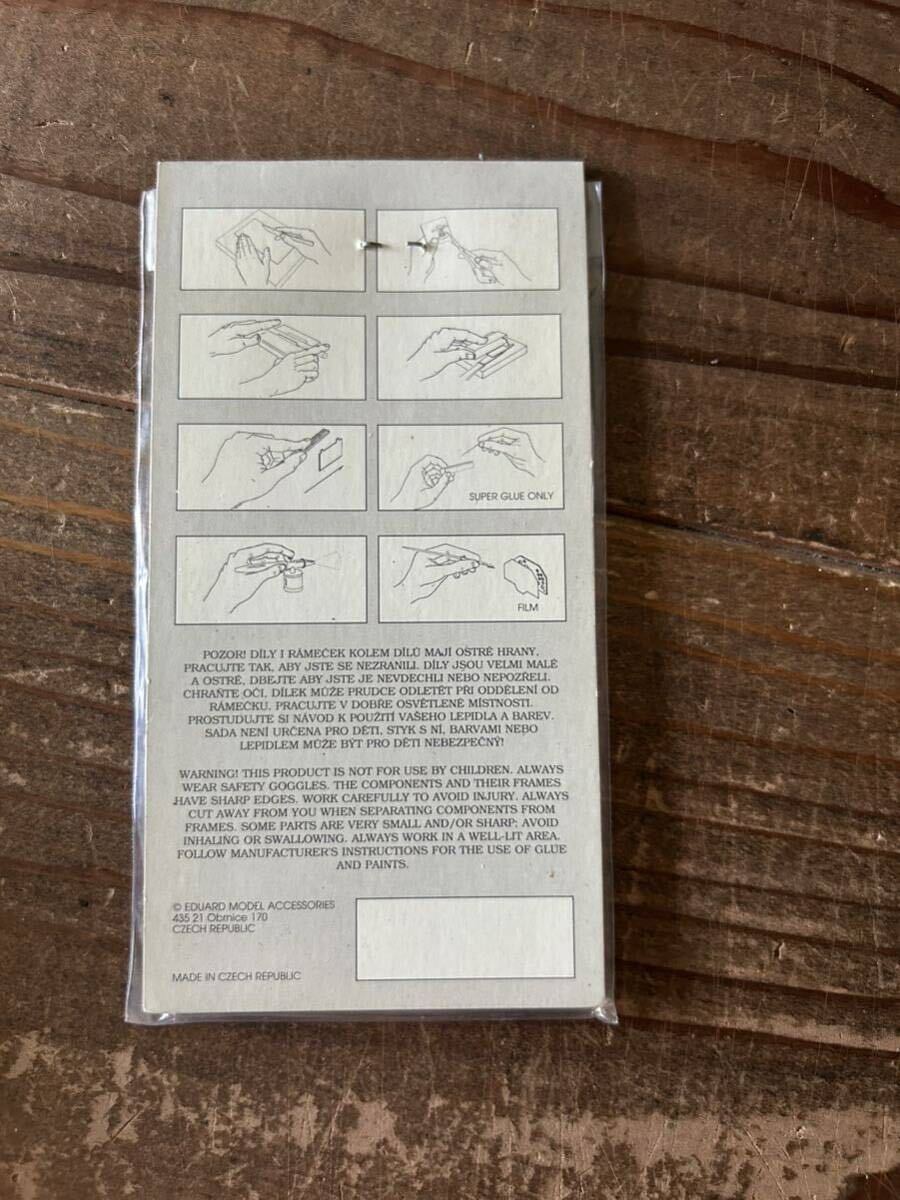 SUPER GLUE ONLY
FILM
POZOR! DÍLY I RÁMEČEK KOLEM DÍLŮ MAJÍ OSTRÉ HRANY,
PRACUJTE TAK, ABY JSTE SE NEZRANILI. DÍLY JSOU VELMI MALÉ
A OSTRÉ, DBEJTE ABY JSTE JE NEVDECHLI NEBO NEPOZŘELI.
CHRAŇTE OČI, DÍLEK MŮŽE PRUDCE ODLETĚT PŘI ODDĚLENÍ OD
RÁMEČKU. PRACUJTE V DOBŘE OSVĚTLENÉ MÍSTNOSTI.
PROSTUDUJTE SI NÁVOD K POUŽITÍ VAŠEHO LEPIDLA A BAREV.
SADA NENÍ URČENA PRO DĚTI, STYK S NÍ, BARVAMI NEBO
LEPIDLEM MŮŽE BÝT PRO DĚTI NEBEZPEČNÝ!
WARNING! THIS PRODUCT IS NOT FOR USE BY CHILDREN. ALWAYS
WEAR SAFETY GOGGLES. THE COMPONENTS AND THEIR FRAMES
HAVE SHARP EDGES. WORK CAREFULLY TO AVOID INJURY. ALWAYS
CUT AWAY FROM YOU WHEN SEPARATING COMPONENTS FROM
FRAMES. SOME PARTS ARE VERY SMALL AND/OR SHARP; AVOID
INHALING OR SWALLOWING. ALWAYS WORK IN A WELL-LIT AREA.
FOLLOW MANUFACTURER'S INSTRUCTIONS FOR THE USE OF GLUE
AND PAINTS.
© EDUARD MODEL ACCESSORIES
435 21 Obrnice 170
CZECH REPUBLIC
MADE IN CZECH REPUBLIC